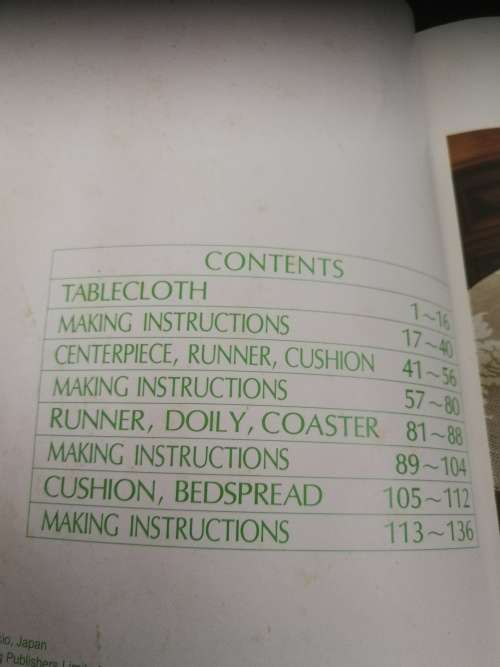 CONTENTS
TABLECLOTH 1~16
MAKING INSTRUCTIONS 17~40
CENTERPIECE, RUNNER, CUSHION 41~56
MAKING INSTRUCTIONS 57~80
RUNNER, DOILY, COASTER 81~88
MAKING INSTRUCTIONS 89~104
CUSHION, BEDSPREAD 105~112
MAKING INSTRUCTIONS 113~136
Japan
Publishers